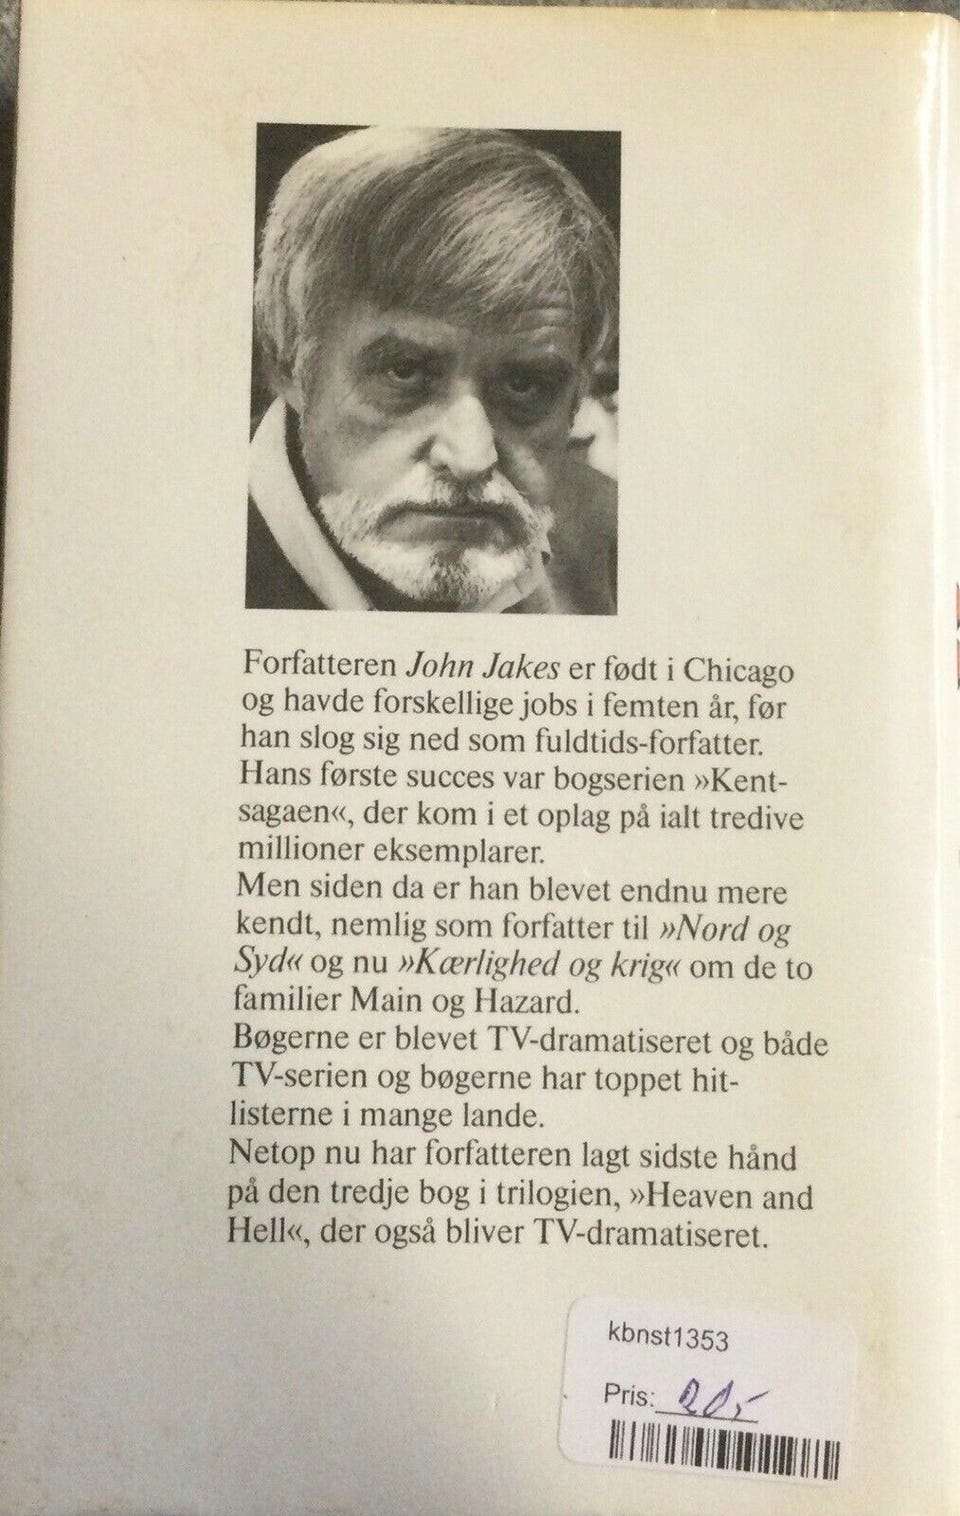 Forfatteren John Jakes er født i Chicago
og havde forskellige jobs i femten år, før
han slog sig ned som fuldtids-forfatter.
Hans første succes var bogserien »Kent-
sagaen«, der kom i et oplag på ialt tredive
millioner eksemplarer.
Men siden da er han blevet endnu mere
kendt, nemlig som forfatter til »Nord og
Syd« og nu »Kærlighed og krig« om de to
familier Main og Hazard.
Bøgerne er blevet TV-dramatiseret og både
TV-serien og bøgerne har toppet hit-
listerne i mange lande.
Netop nu har forfatteren lagt sidste hånd
på den tredje bog i trilogien, »Heaven and
Hell«, der også bliver TV-dramatiseret.
kbnst1353
Pris: 20,-